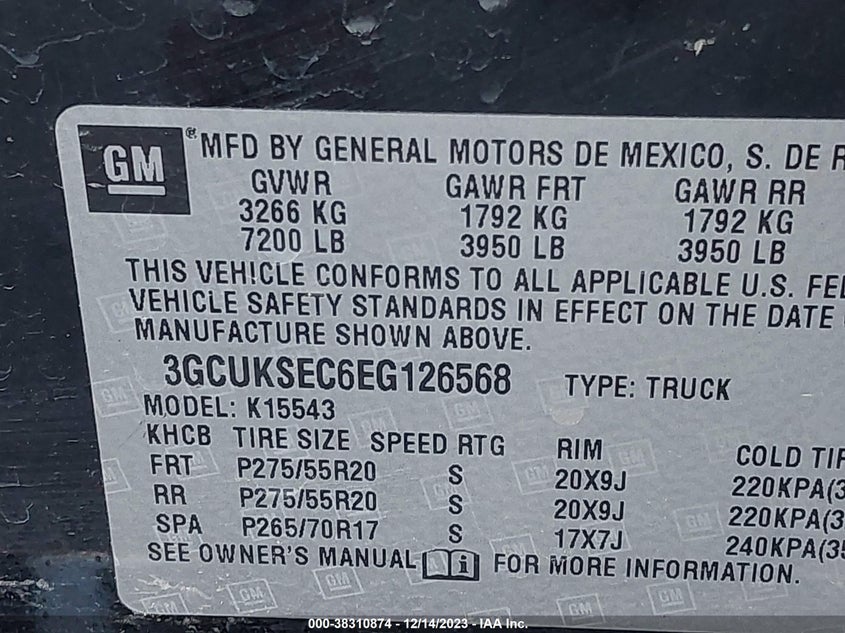 GM ® MFD BY GENERAL MOTORS DE MEXICO, S. DE R
GVWR GAWR FRT GAWR RR
3266 KG 1792 KG 1792 KG
7200 LB 3950 LB 3950 LB
THIS VEHICLE CONFORMS TO ALL APPLICABLE U.S. FE
VEHICLE SAFETY STANDARDS IN EFFECT ON THE DATE
MANUFACTURE SHOWN ABOVE.
3GCUKSEC6EG126568 TYPE: TRUCK
MODEL: K15543
KHCB TIRE SIZE SPEED RTG RIM COLD TI
FRT P275/55R20 S 20X9J 220KPA(3
RR P275/55R20 S 20X9J 220KPA(3
SPA P265/70R17 S 17X7J 240KPA(35
SEE OWNER'S MANUAL FOR MORE INFORMATION.
000-38310874 - 12/14/2023 - IAA Inc.